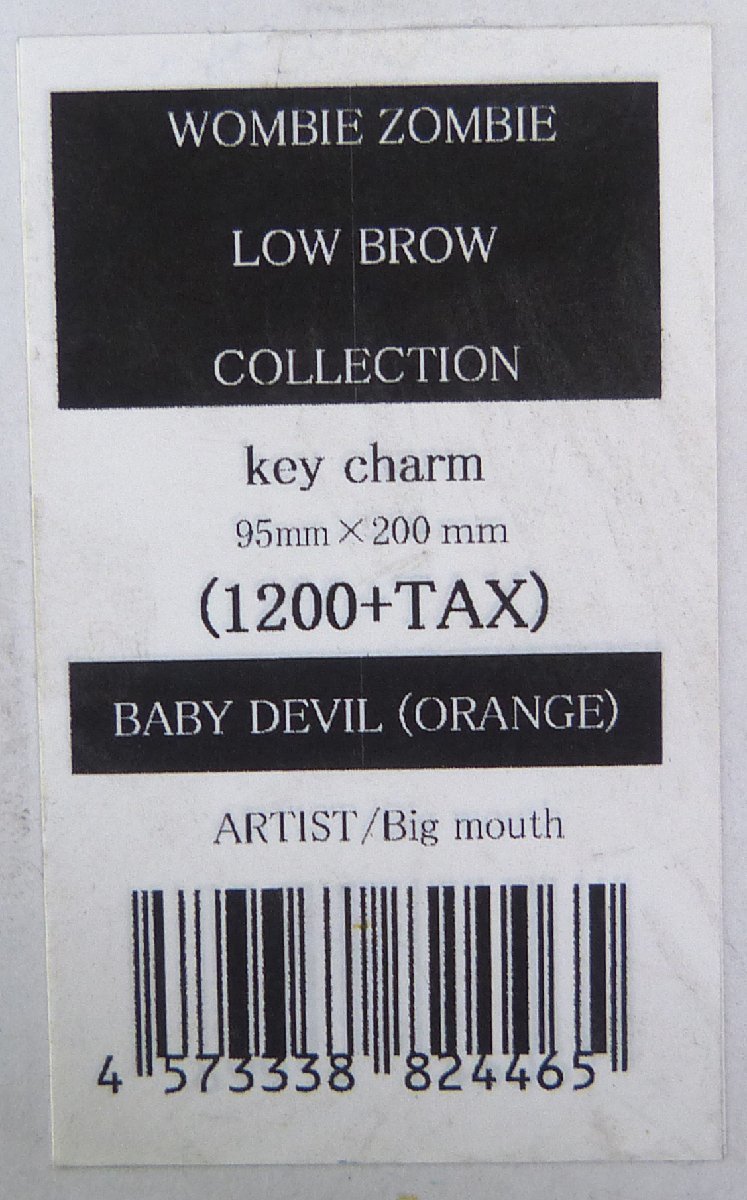 WOMBIE ZOMBIE
LOW BROW
COLLECTION
key charm
95mm×200 mm
(1200+TAX)
BABY DEVIL (ORANGE)
ARTIST/Big mouth
4 573338 824465